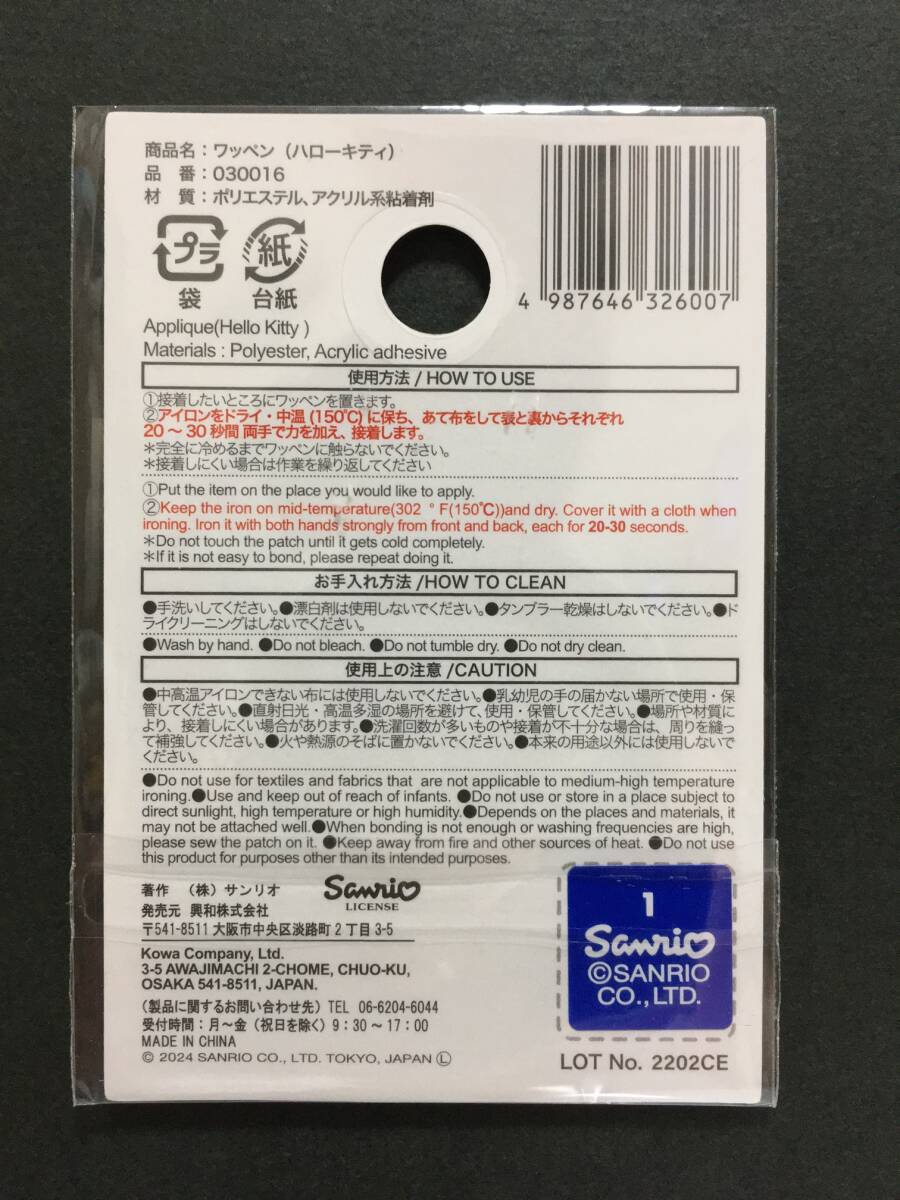 商品名：ワッペン（ハローキティ）
品　番：030016
材　質：ポリエステル、アクリル系粘着剤
プラ
袋
紙
台紙
4 987646 326007
Applique(Hello Kitty )
Materials : Polyester, Acrylic adhesive
使用方法 / HOW TO USE
①接着したいところにワッペンを置きます。
②アイロンをドライ・中温 (150℃) に保ち、あて布をして表と裏からそれぞれ
20 ～ 30 秒間 両手で力を加え、接着します。
＊完全に冷めるまでワッペンに触らないでください。
＊接着しにくい場合は作業を繰り返してください
①Put the item on the place you would like to apply.
②Keep the iron on mid-temperature(302 ° F(150℃))and dry. Cover it with a cloth when
ironing. Iron it with both hands strongly from front and back, each for 20-30 seconds.
＊Do not touch the patch until it gets cold completely.
＊If it is not easy to bond, please repeat doing it.
お手入れ方法 /HOW TO CLEAN
●手洗いしてください。●漂白剤は使用しないでください。●タンブラー乾燥はしないでください。●ド
ライクリーニングはしないでください。
●Wash by hand. ●Do not bleach. ●Do not tumble dry. ●Do not dry clean.
使用上の注意 /CAUTION
●中高温アイロンできない布には使用しないでください。●乳幼児の手の届かない場所で使用・保
管してください。●直射日光・高温多湿の場所を避けて、使用・保管してください。●場所や材質に
より、接着しにくい場合があります。●洗濯回数が多いものや接着が不十分な場合は、周りを縫っ
て補強してください。●火や熱源のそばに置かないでください。●本来の用途以外には使用しないで
ください。
●Do not use for textiles and fabrics that are not applicable to medium-high temperature
ironing.●Use and keep out of reach of infants. ●Do not use or store in a place subject to
direct sunlight, high temperature or high humidity.●Depends on the places and materials, it
may not be attached well.●When bonding is not enough or washing frequencies are high,
please sew the patch on it. ●Keep away from fire and other sources of heat. ●Do not use
this product for purposes other than its intended purposes.
著作　（株）サンリオ
Sanrio
LICENSE
発売元　興和株式会社
〒541-8511 大阪市中央区淡路町 2 丁目 3-5
Kowa Company, Ltd.
3-5 AWAJIMACHI 2-CHOME, CHUO-KU,
OSAKA 541-8511, JAPAN.
（製品に関するお問い合わせ先）TEL 06-6204-6044
受付時間：月～金（祝日を除く）9：30～17：00
MADE IN CHINA
© 2024 SANRIO CO., LTD. TOKYO, JAPAN Ⓛ
1
Sanrio
©SANRIO
CO., LTD.
LOT No. 2202CE